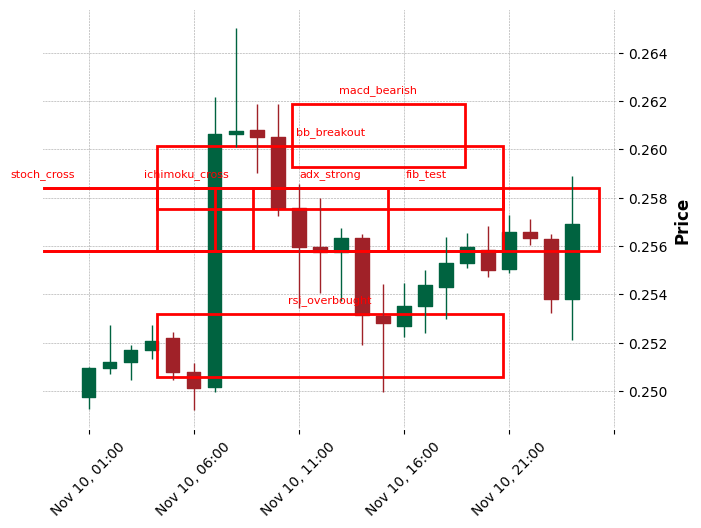 macd_bearish
bb_breakout
stoch_cross
ichimoku_cross
adx_strong
fib_test
rsi_overbought
0.264
0.262
0.260
0.258
0.256
0.254
0.252
0.250
Price
Nov 10, 01:00
Nov 10, 06:00
Nov 10, 11:00
Nov 10, 16:00
Nov 10, 21:00